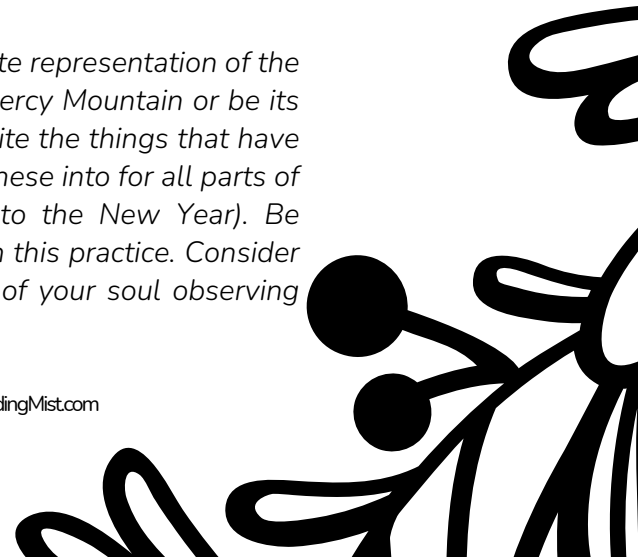 te representation of the
ercy Mountain or be its
ite the things that have
nese into for all parts of
to the New Year). Be
n this practice. Consider
of your soul observing
dingMist.com